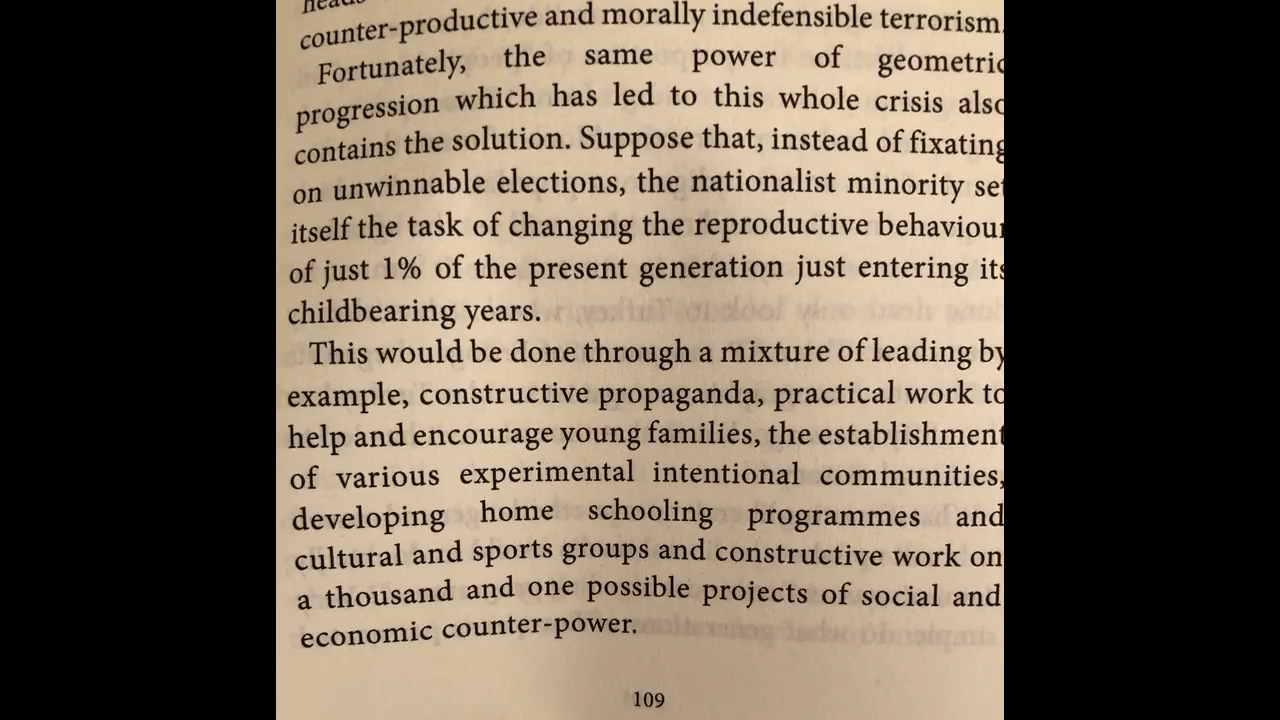 counter-productive and morally indefensible terrorism.
Fortunately, the same power of geometric
progression which has led to this whole crisis also
contains the solution. Suppose that, instead of fixating
on unwinnable elections, the nationalist minority set
itself the task of changing the reproductive behaviour
of just 1% of the present generation just entering its
childbearing years.
This would be done through a mixture of leading by
example, constructive propaganda, practical work to
help and encourage young families, the establishment
of various experimental intentional communities,
developing home schooling programmes and
cultural and sports groups and constructive work on
a thousand and one possible projects of social and
economic counter-power.
109